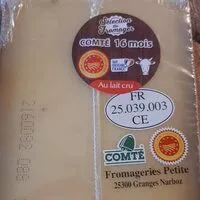 Sélection
du
Fromager
COMTÉ 16 mois
Au lait cru
FR
25.039.003
CE
COMTÉ
Fromageries Petite
25300 Granges Narboz